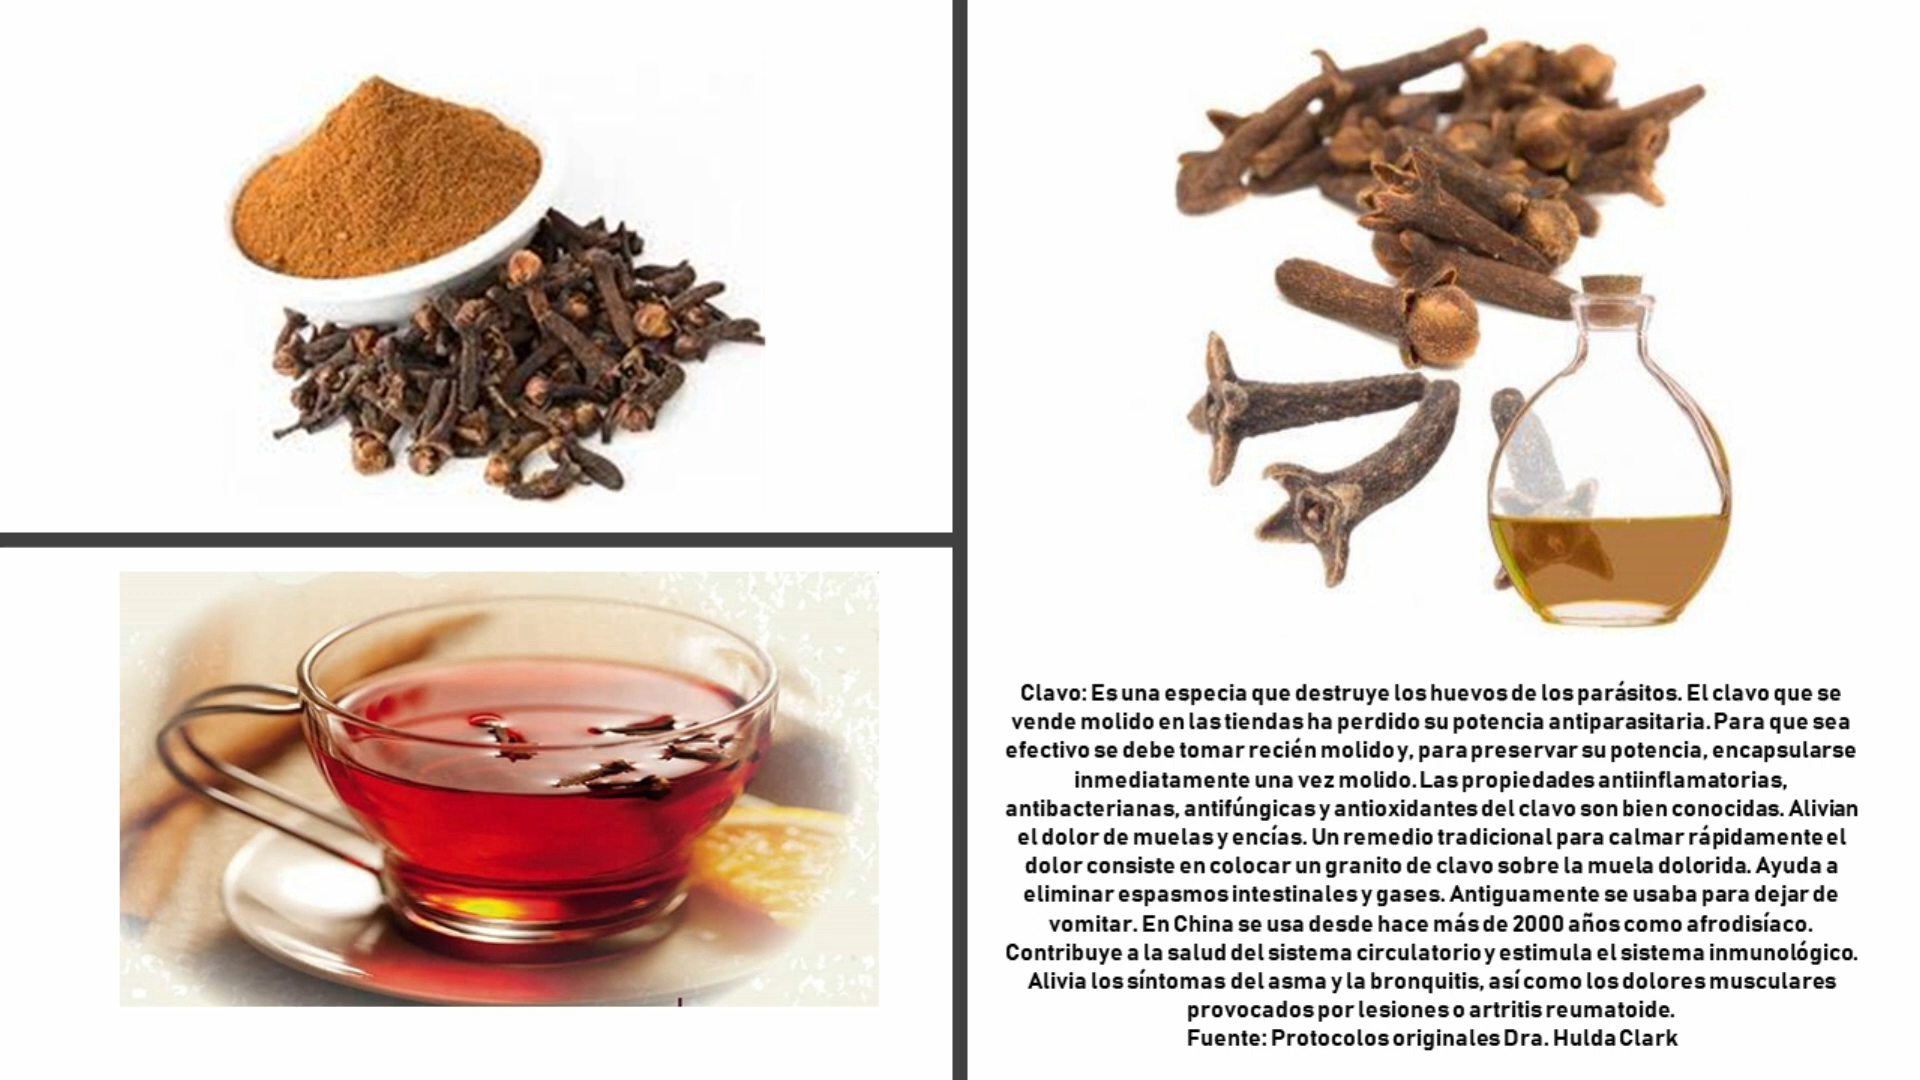 Clavo: Es una especia que destruye los huevos de los parásitos. El clavo que se
vende molido en las tiendas ha perdido su potencia antiparasitaria. Para que sea
efectivo se debe tomar recién molido y, para preservar su potencia, encapsularse
inmediatamente una vez molido. Las propiedades antiinflamatorias,
antibacterianas, antifúngicas y antioxidantes del clavo son bien conocidas. Alivian
el dolor de muelas y encías. Un remedio tradicional para calmar rápidamente el
dolor consiste en colocar un granito de clavo sobre la muela dolorida. Ayuda a
eliminar espasmos intestinales y gases. Antiguamente se usaba para dejar de
vomitar. En China se usa desde hace más de 2000 años como afrodisíaco.
Contribuye a la salud del sistema circulatorio y estimula el sistema inmunológico.
Alivia los síntomas del asma y la bronquitis, así como los dolores musculares
provocados por lesiones o artritis reumatoide.
Fuente: Protocolos originales Dra. Hulda Clark